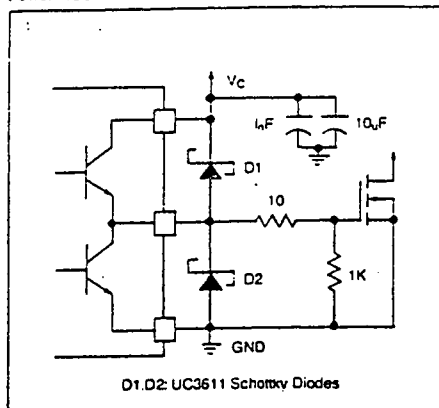 VC
1nF
10uF
D1
10
D2
1K
GND
D1.D2: UC3611 Schottky Diodes